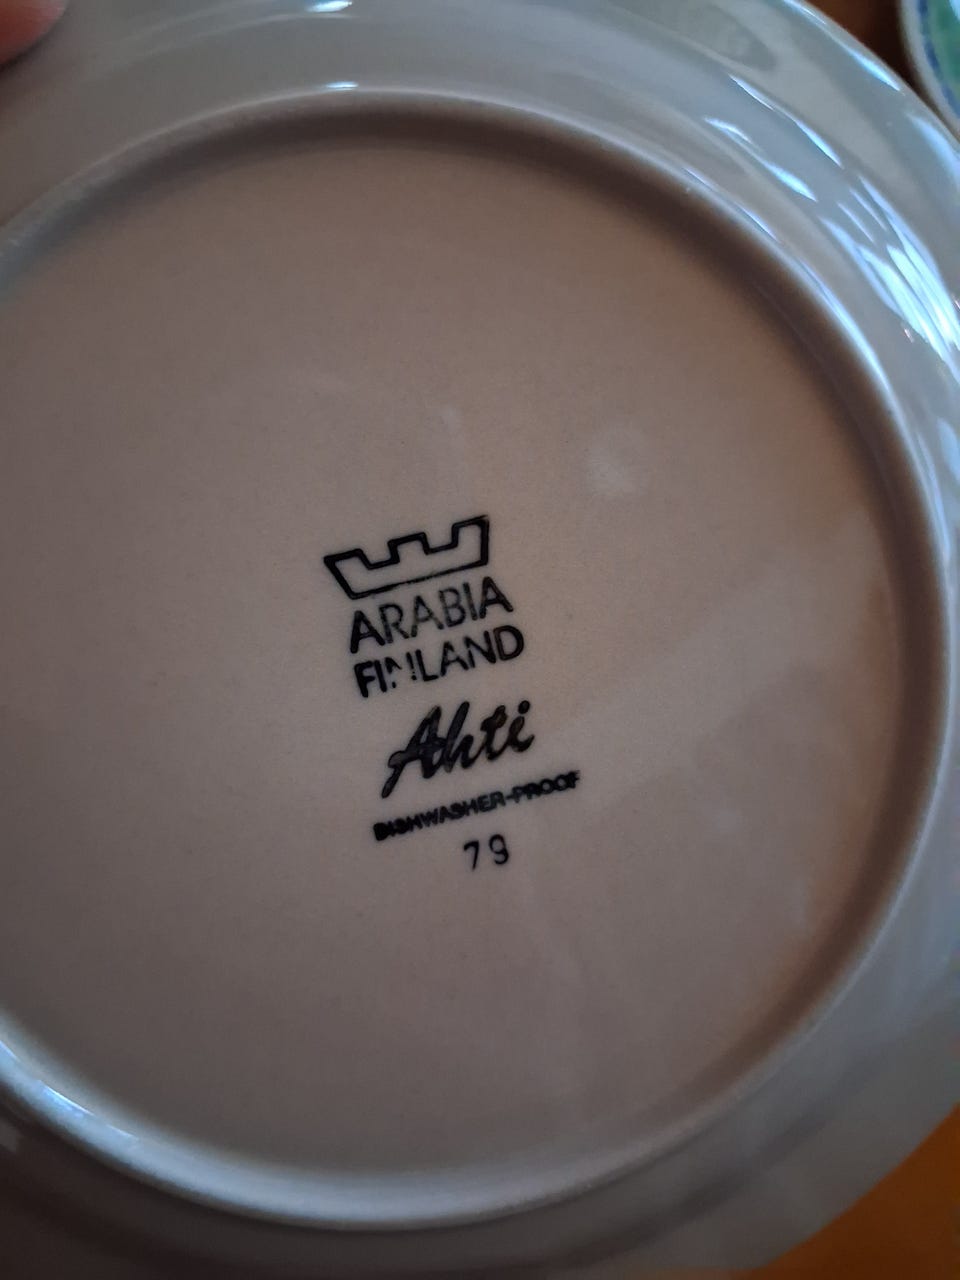 ARABIA
FINLAND
Ahti
DISHWASHER-PROOF
79